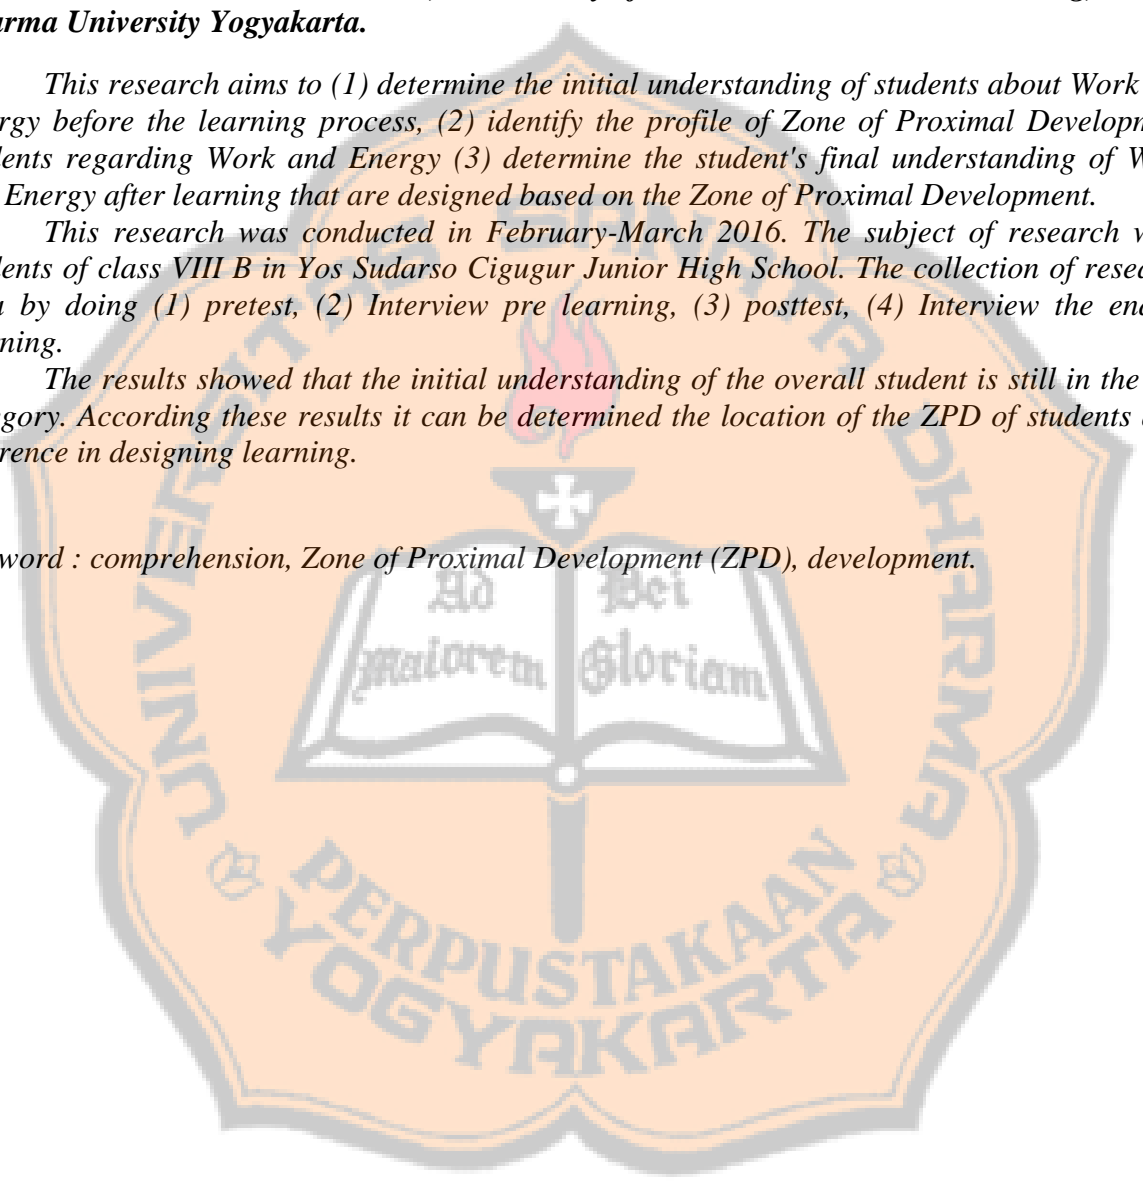 arma University Yogyakarta.
This research aims to (1) determine the initial understanding of students about Work
ergy before the learning process, (2) identify the profile of Zone of Proximal Developm
dents regarding Work and Energy (3) determine the student's final understanding of W
Energy after learning that are designed based on the Zone of Proximal Development.
This research was conducted in February-March 2016. The subject of research w
dents of class VIII B in Yos Sudarso Cigugur Junior High School. The collection of resea
by doing (1) pretest, (2) Interview pre learning, (3) posttest, (4) Interview the en
ning.
The results showed that the initial understanding of the overall student is still in the
gory. According these results it can be determined the location of the ZPD of students
rence in designing learning.
word : comprehension, Zone of Proximal Development (ZPD), development.
UNIVERSITAS SANATA DHARMA
Ad Dei
maiorem Gloriam
PERPUSTAKAAN
YOGYAKARTA